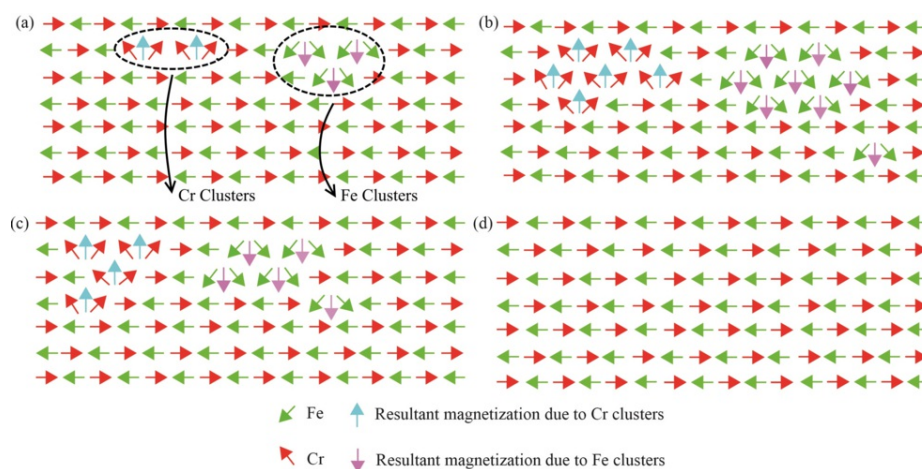 (a)
(b)
Cr Clusters
Fe Clusters
(c)
(d)
Fe
Resultant magnetization due to Cr clusters
Cr
Resultant magnetization due to Fe clusters